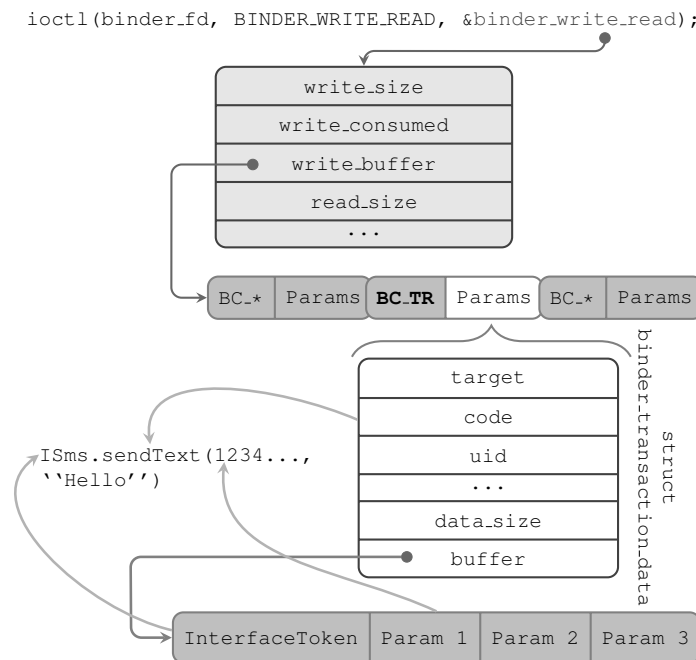 ioctl(binder_fd, BINDER_WRITE_READ, &binder_write_read);
write_size
write_consumed
write_buffer
read_size
...
BC_* Params BC_TR Params BC_* Params
struct
binder_transaction_data
target
code
uid
...
data_size
buffer
ISms.sendText(1234...,
‘‘Hello’’)
InterfaceToken Param 1 Param 2 Param 3